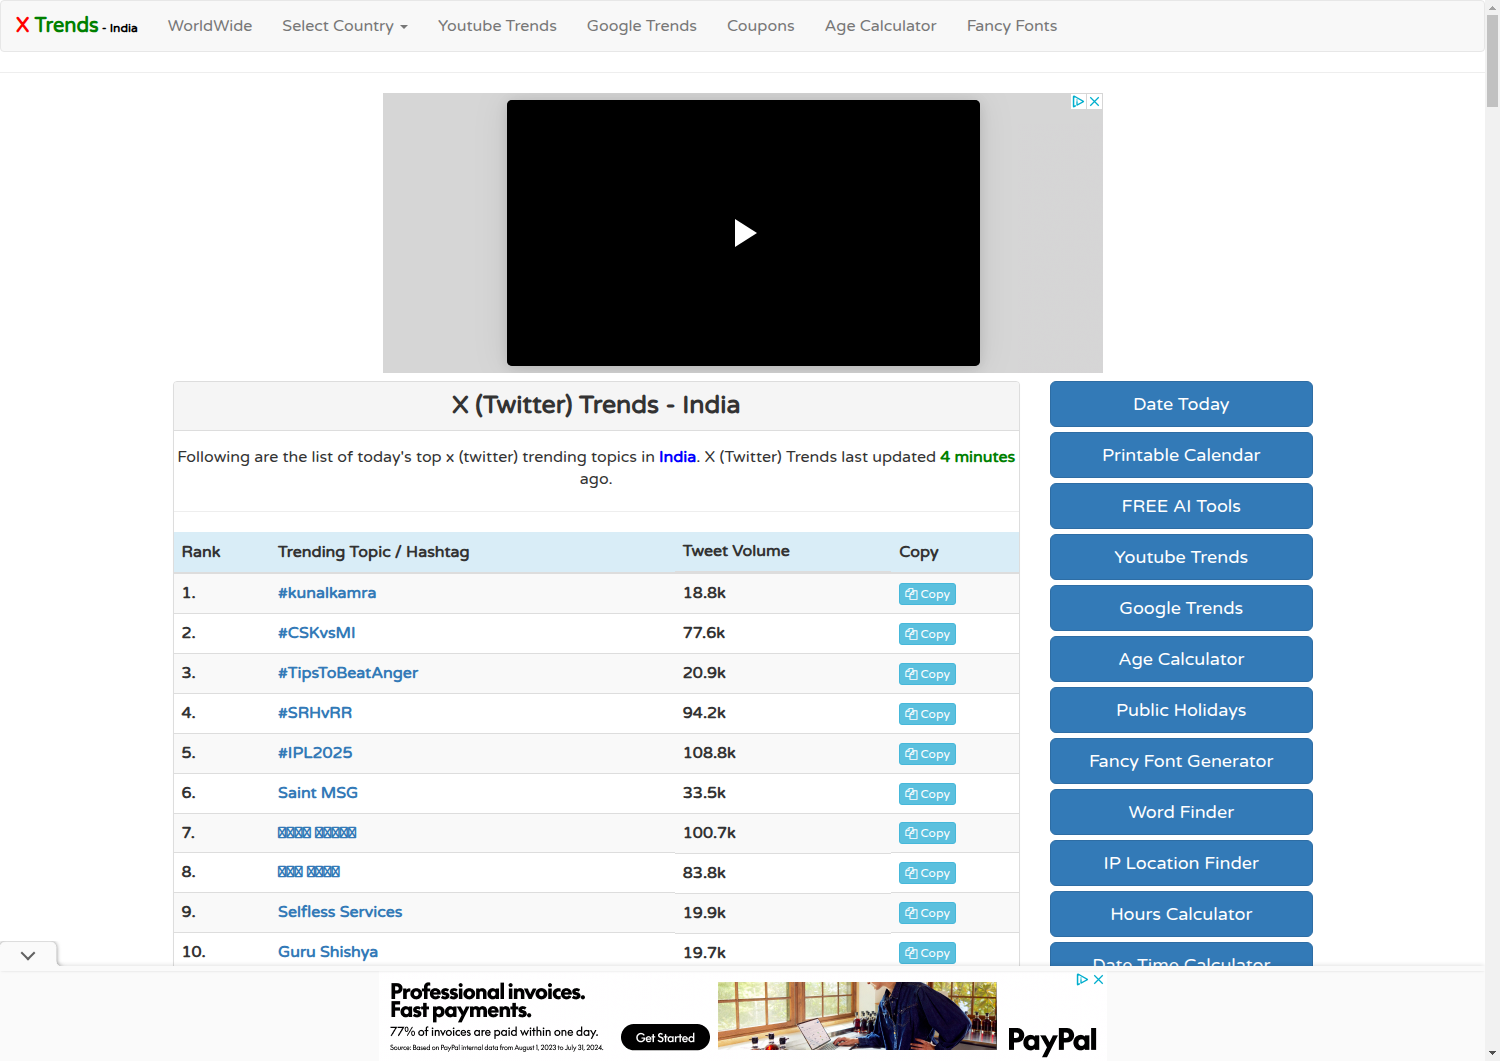 X Trends - India
WorldWide
Select Country
Youtube Trends
Google Trends
Coupons
Age Calculator
Fancy Fonts
X (Twitter) Trends - India
Following are the list of today's top x (twitter) trending topics in India. X (Twitter) Trends last updated 4 minutes
ago.
Rank Trending Topic / Hashtag Tweet Volume Copy
1. #kunalkamra 18.8k Copy
2. #CSKvsMI 77.6k Copy
3. #TipsToBeatAnger 20.9k Copy
4. #SRHvRR 94.2k Copy
5. #IPL2025 108.8k Copy
6. Saint MSG 33.5k Copy
7. 100.7k Copy
8. 83.8k Copy
9. Selfless Services 19.9k Copy
10. Guru Shishya 19.7k Copy
Date Today
Printable Calendar
FREE AI Tools
Youtube Trends
Google Trends
Age Calculator
Public Holidays
Fancy Font Generator
Word Finder
IP Location Finder
Hours Calculator
Date Time Calculator
Professional invoices.
Fast payments.
77% of invoices are paid within one day.
Source: Based on PayPal internal data from August 1, 2023 to July 31, 2024.
Get Started
PayPal